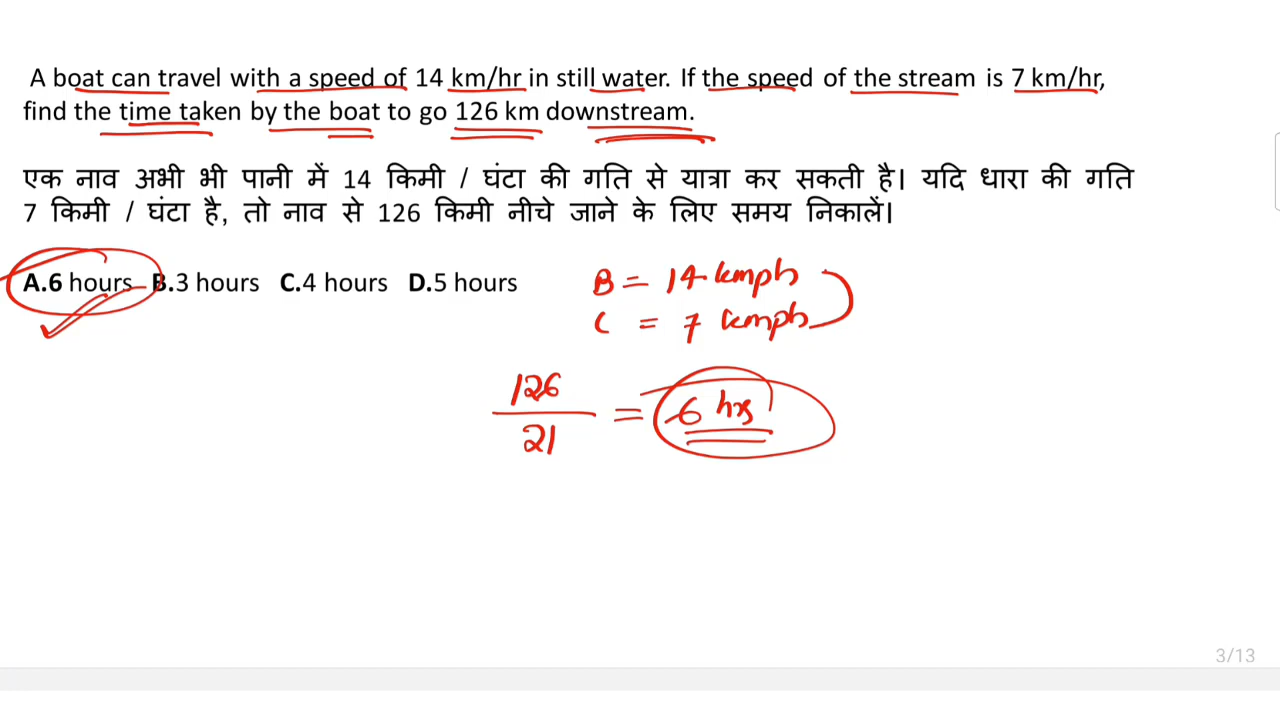 A boat can travel with a speed of 14 km/hr in still water. If the speed of the stream is 7 km/hr,
find the time taken by the boat to go 126 km downstream.
एक नाव अभी भी पानी में 14 किमी / घंटा की गति से यात्रा कर सकती है। यदि धारा की गति
7 किमी / घंटा है, तो नाव से 126 किमी नीचे जाने के लिए समय निकालें।
A.6 hours B.3 hours C.4 hours D.5 hours
B = 14 kmph
C = 7 kmph
126
21
= 6 hrs
3/13